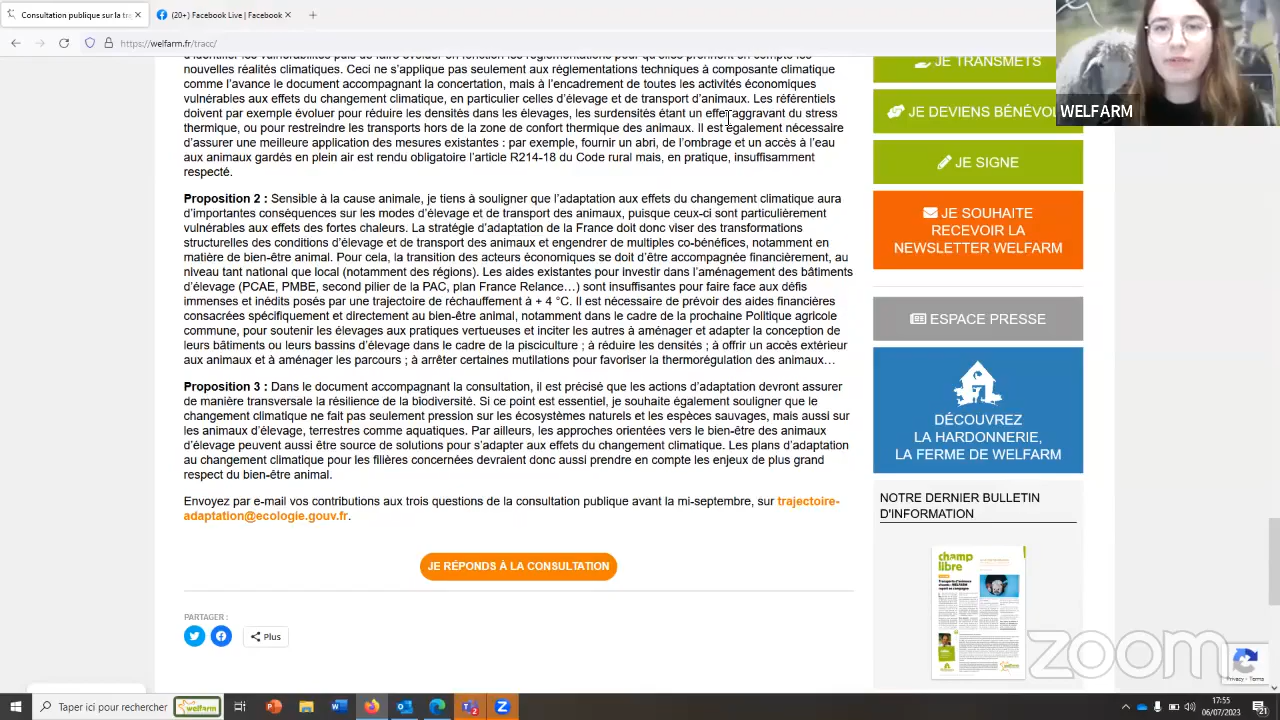 Consultation publique sur la tra
(20+) Facebook Live | Facebook
https://welfarm.fr/tracc/
d'identifier les vulnérabilités puis de faire évoluer en fonction les réglementations pour qu'elles prennent en compte les
nouvelles réalités climatiques. Ceci ne s'applique pas seulement aux réglementations techniques à composante climatique
comme l'avance le document accompagnant la concertation, mais à l'encadrement de toutes les activités économiques
vulnérables aux effets du changement climatique, en particulier celles d'élevage et de transport d'animaux. Les référentiels
doivent par exemple évoluer pour réduire les densités dans les élevages, les surdensités étant un effet aggravant du stress
thermique, ou pour restreindre les transports hors de la zone de confort thermique des animaux. Il est également nécessaire
d'assurer une meilleure application des mesures existantes : par exemple, fournir un abri, de l'ombrage et un accès à l'eau
aux animaux gardés en plein air est rendu obligatoire l'article R214-18 du Code rural mais, en pratique, insuffisamment
respecté.
Proposition 2 : Sensible à la cause animale, je tiens à souligner que l'adaptation aux effets du changement climatique aura
d'importantes conséquences sur les modes d'élevage et de transport des animaux, puisque ceux-ci sont particulièrement
vulnérables aux effets des fortes chaleurs. La stratégie d'adaptation de la France doit donc viser des transformations
structurelles des conditions d'élevage et de transport des animaux et engendrer de multiples co-bénéfices, notamment en
matière de bien-être animal. Pour cela, la transition des acteurs économiques se doit d'être accompagnée financièrement, au
niveau tant national que local (notamment des régions). Les aides existantes pour investir dans l'aménagement des bâtiments
d'élevage (PCAE, PMBE, second pilier de la PAC, plan France Relance…) sont insuffisantes pour faire face aux défis
immenses et inédits posés par une trajectoire de réchauffement à + 4 °C. Il est nécessaire de prévoir des aides financières
consacrées spécifiquement et directement au bien-être animal, notamment dans le cadre de la prochaine Politique agricole
commune, pour soutenir les élevages aux pratiques vertueuses et inciter les autres à aménager et adapter la conception de
leurs bâtiments ou leurs bassins d'élevage dans le cadre de la pisciculture ; à réduire les densités ; à offrir un accès extérieur
aux animaux et à aménager les parcours ; à arrêter certaines mutilations pour favoriser la thermorégulation des animaux…
Proposition 3 : Dans le document accompagnant la consultation, il est précisé que les actions d'adaptation devront assurer
de manière transversale la résilience de la biodiversité. Si ce point est essentiel, je souhaite également souligner que le
changement climatique ne fait pas seulement pression sur les écosystèmes naturels et les espèces sauvages, mais aussi sur
les animaux d'élevage, terrestres comme aquatiques. Par ailleurs, les approches orientées vers le bien-être des animaux
d'élevage peuvent aussi être source de solutions pour s'adapter aux effets du changement climatique. Les plans d'adaptation
au changement climatique pour les filières concernées devraient donc aussi prendre en compte les enjeux de plus grand
respect du bien-être animal.
Envoyez par e-mail vos contributions aux trois questions de la consultation publique avant la mi-septembre, sur trajectoire-
adaptation@ecologie.gouv.fr.
JE RÉPONDS À LA CONSULTATION
PARTAGER :
Plus
JE TRANSMETS
JE DEVIENS BÉNÉVOL
WELFARM
JE SIGNE
JE SOUHAITE
RECEVOIR LA
NEWSLETTER WELFARM
ESPACE PRESSE
DÉCOUVREZ
LA HARDONNERIE,
LA FERME DE WELFARM
NOTRE DERNIER BULLETIN
D'INFORMATION
champ
libre
zoom
Privacy - Terms
Taper ici pour rechercher
welfarm
17:55
06/07/2023
21